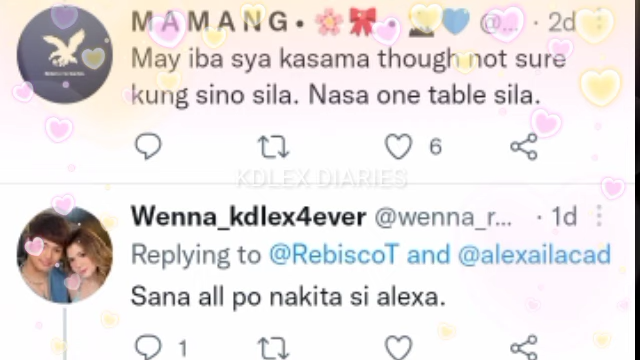 M A M A N G • 🌸🎀 • 💙 @... · 2d
May iba sya kasama though not sure
kung sino sila. Nasa one table sila.
6
KDLEX DIARIES
Wenna_kdlex4ever @wenna_r... · 1d
Replying to @RebiscoT and @alexailacad
Sana all po nakita si alexa.
1